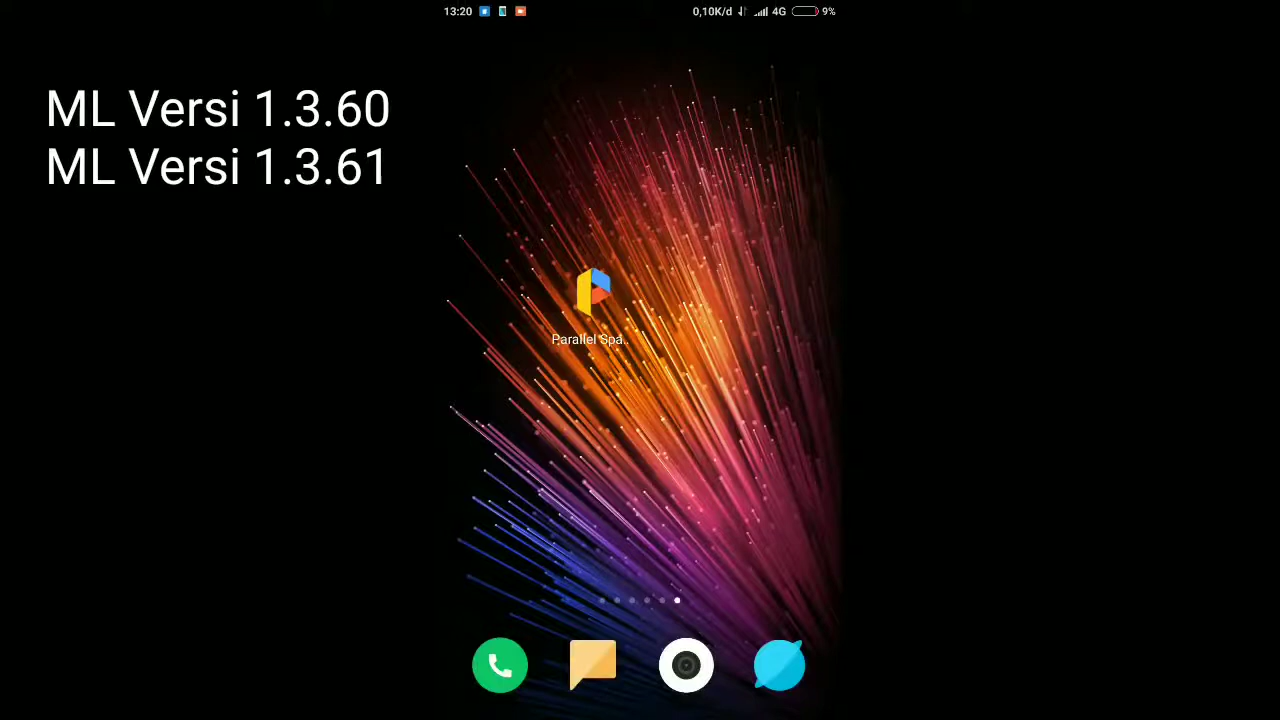 13:20
0,10K/d 4G 9%
ML Versi 1.3.60
ML Versi 1.3.61
Parallel Spa..